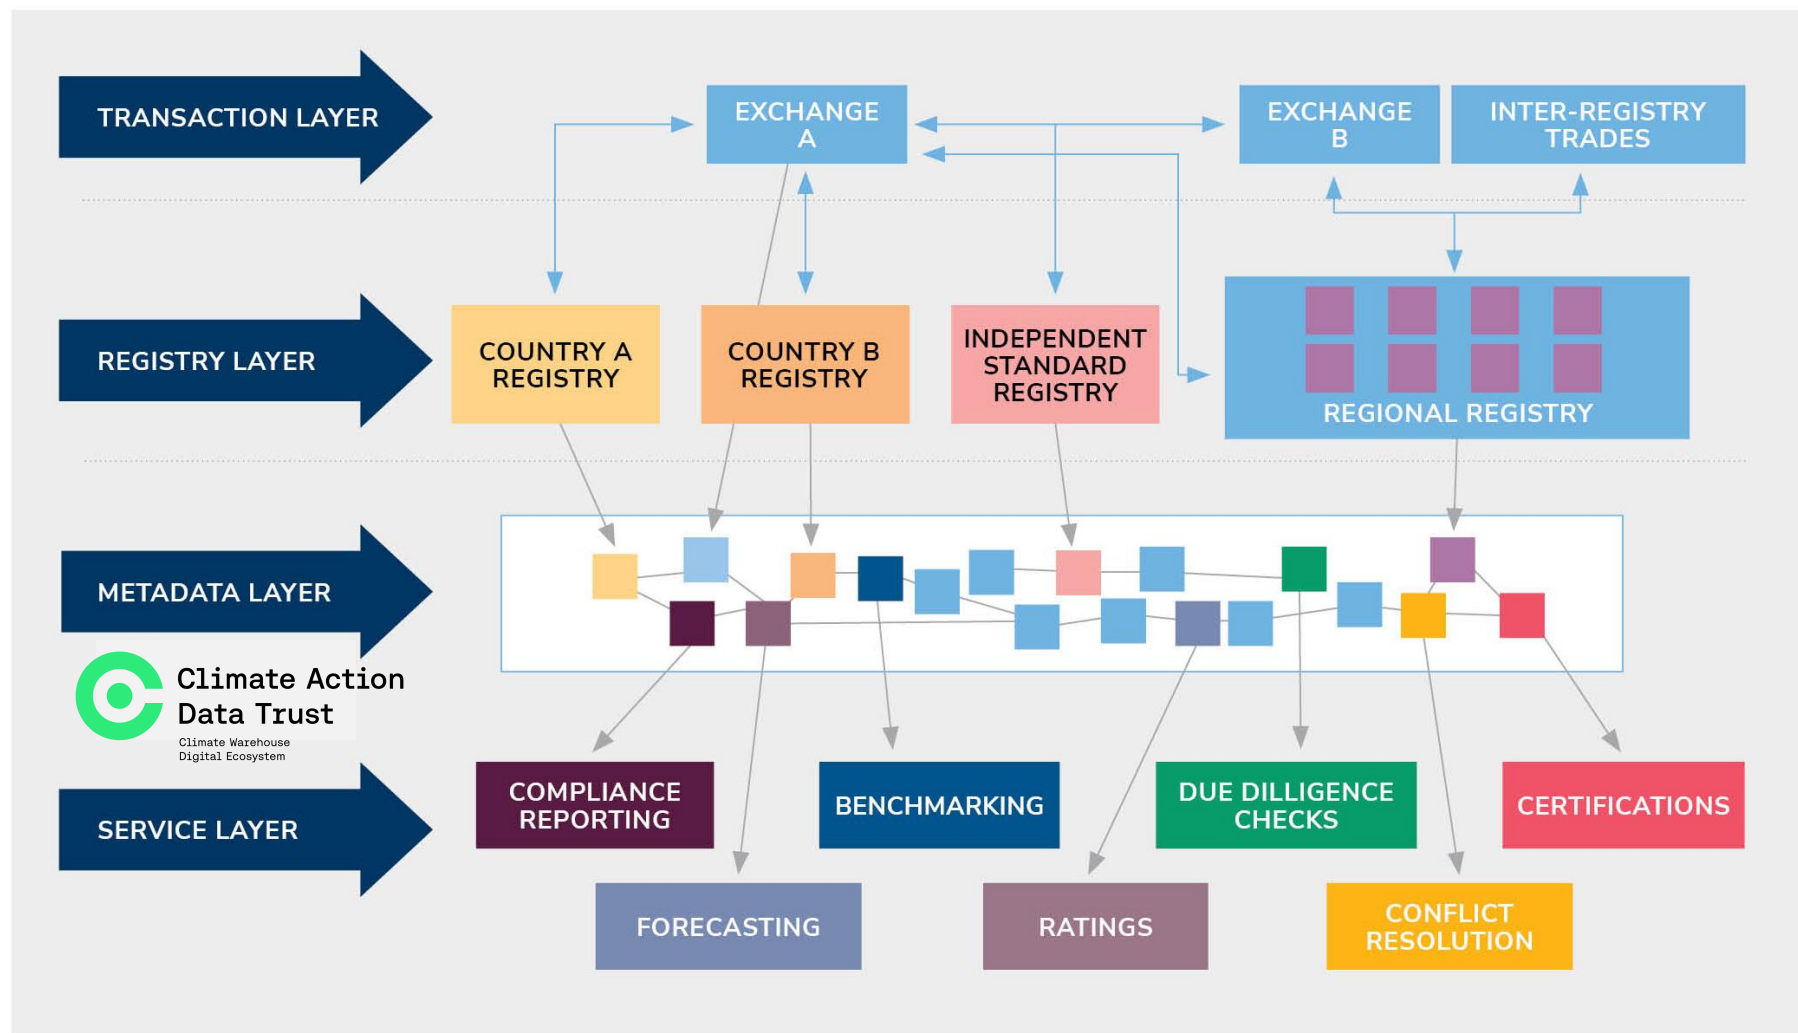 TRANSACTION LAYER
EXCHANGE
A
EXCHANGE
B
INTER-REGISTRY
TRADES
REGISTRY LAYER
COUNTRY A
REGISTRY
COUNTRY B
REGISTRY
INDEPENDENT
STANDARD
REGISTRY
REGIONAL REGISTRY
METADATA LAYER
Climate Action
Data Trust
Climate Warehouse
Digital Ecosystem
SERVICE LAYER
COMPLIANCE
REPORTING
BENCHMARKING
DUE DILLIGENCE
CHECKS
CERTIFICATIONS
FORECASTING
RATINGS
CONFLICT
RESOLUTION